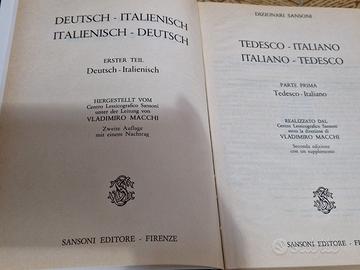 DEUTSCH - ITALIENISCH
ITALIENISCH - DEUTSCH
ERSTER TEIL
Deutsch - Italienisch
HERGESTELLT VOM
Centro Lessicografico Sansoni
unter der Leitung von
VLADIMIRO MACCHI
Zweite Auflage
mit einem Nachtrag
SANSONI EDITORE - FIRENZE
DIZIONARI SANSONI
TEDESCO - ITALIANO
ITALIANO - TEDESCO
PARTE PRIMA
Tedesco - Italiano
REALIZZATO DAL
Centro Lessicografico Sansoni
sotto la direzione di
VLADIMIRO MACCHI
Seconda edizione
con un supplemento
SANSONI EDITORE - FIRENZE
subito